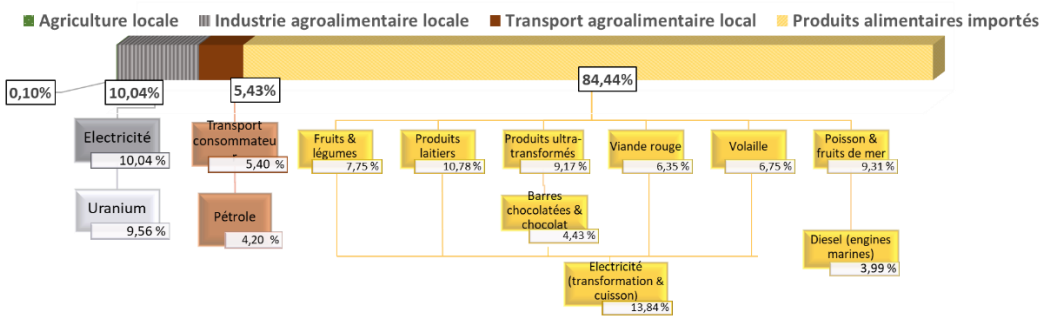 Agriculture locale Industrie agroalimentaire locale Transport agroalimentaire local Produits alimentaires importés
0,10% 10,04% 5,43% 84,44%
Electricité
10,04 %
Transport
consommateu
r
5,40 %
Fruits &
légumes
7,75 %
Produits
laitiers
10,78 %
Produits ultra-
transformés
9,17 %
Viande rouge
6,35 %
Volaille
6,75 %
Poisson &
fruits de mer
9,31 %
Uranium
9,56 %
Pétrole
4,20 %
Barres
chocolatées &
chocolat
4,43 %
Diesel (engines
marines)
3,99 %
Electricité
(transformation &
cuisson)
13,84 %